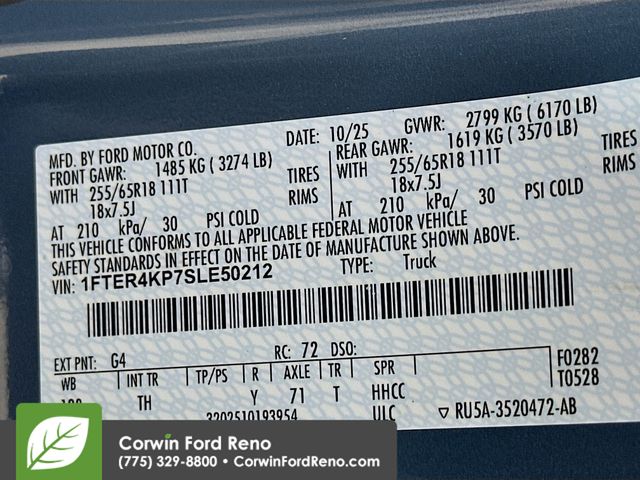 MFD. BY FORD MOTOR CO.
DATE: 10/25
GVWR: 2799 KG ( 6170 LB)
FRONT GAWR: 1485 KG ( 3274 LB)
REAR GAWR: 1619 KG ( 3570 LB)
WITH 255/65R18 111T TIRES
WITH 255/65R18 111T TIRES
18x7.5J RIMS
18x7.5J RIMS
AT 210 kPa/ 30 PSI COLD
AT 210 kPa/ 30 PSI COLD
THIS VEHICLE CONFORMS TO ALL APPLICABLE FEDERAL MOTOR VEHICLE
SAFETY STANDARDS IN EFFECT ON THE DATE OF MANUFACTURE SHOWN ABOVE.
VIN: 1FTER4KP7SLE50212
TYPE: Truck
EXT PNT: G4 RC: 72 DSO:
F0282
WB INT TR TP/PS R AXLE TR SPR
T0528
TH Y 71 T HHCC
3202510193954 ULC
▽ RU5A-3520472-AB
Corwin Ford Reno
(775) 329-8800 • CorwinFordReno.com